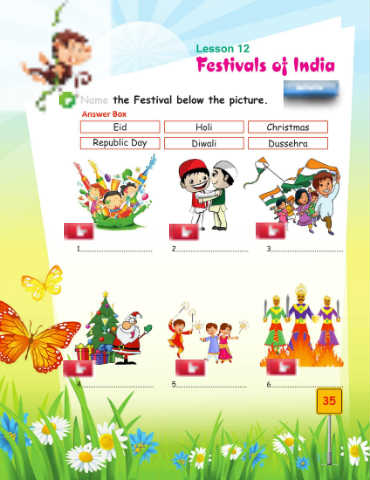 Lesson 12
Festivals of India
Name the Festival below the picture.
Answer Box
Eid Holi Christmas
Republic Day Diwali Dussehra
1. 2. 3.
4. 5. 6.
35